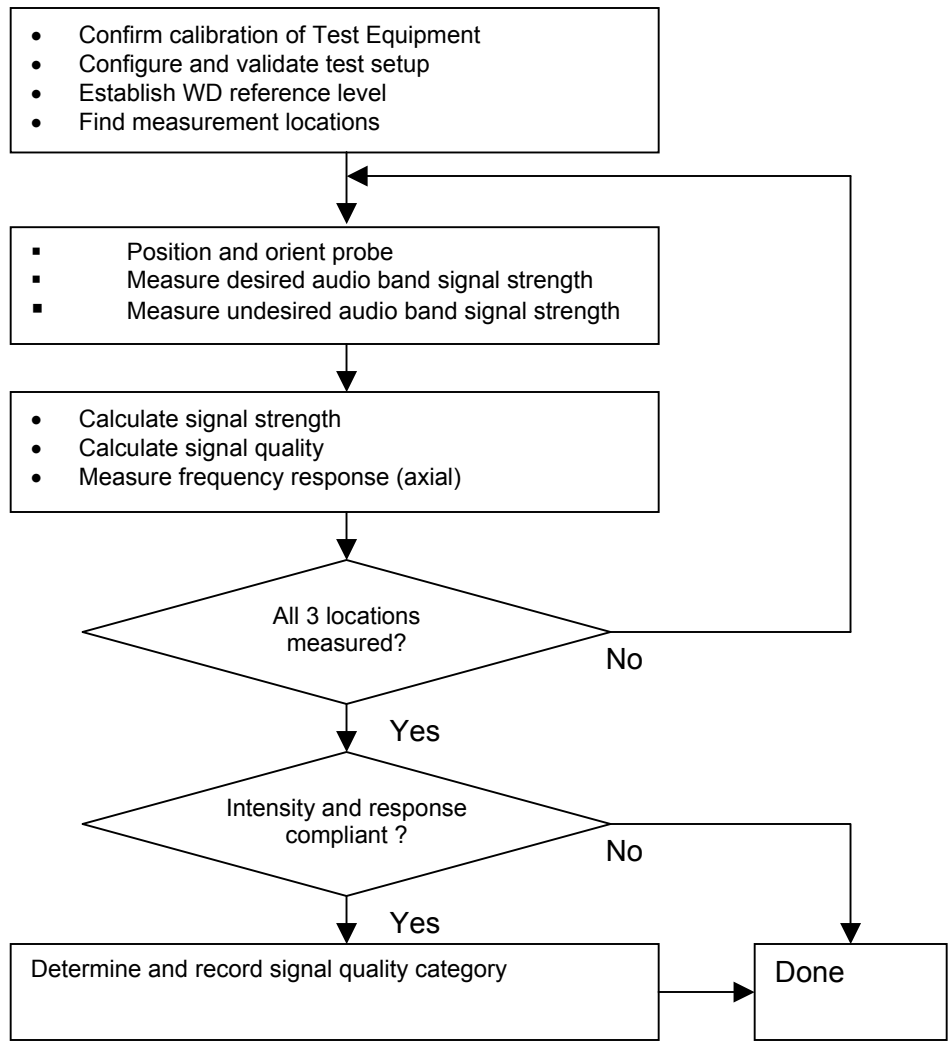 • Confirm calibration of Test Equipment
• Configure and validate test setup
• Establish WD reference level
• Find measurement locations
▪ Position and orient probe
▪ Measure desired audio band signal strength
▪ Measure undesired audio band signal strength
• Calculate signal strength
• Calculate signal quality
• Measure frequency response (axial)
All 3 locations
measured?
No
Yes
Intensity and response
compliant ?
No
Yes
Determine and record signal quality category
Done